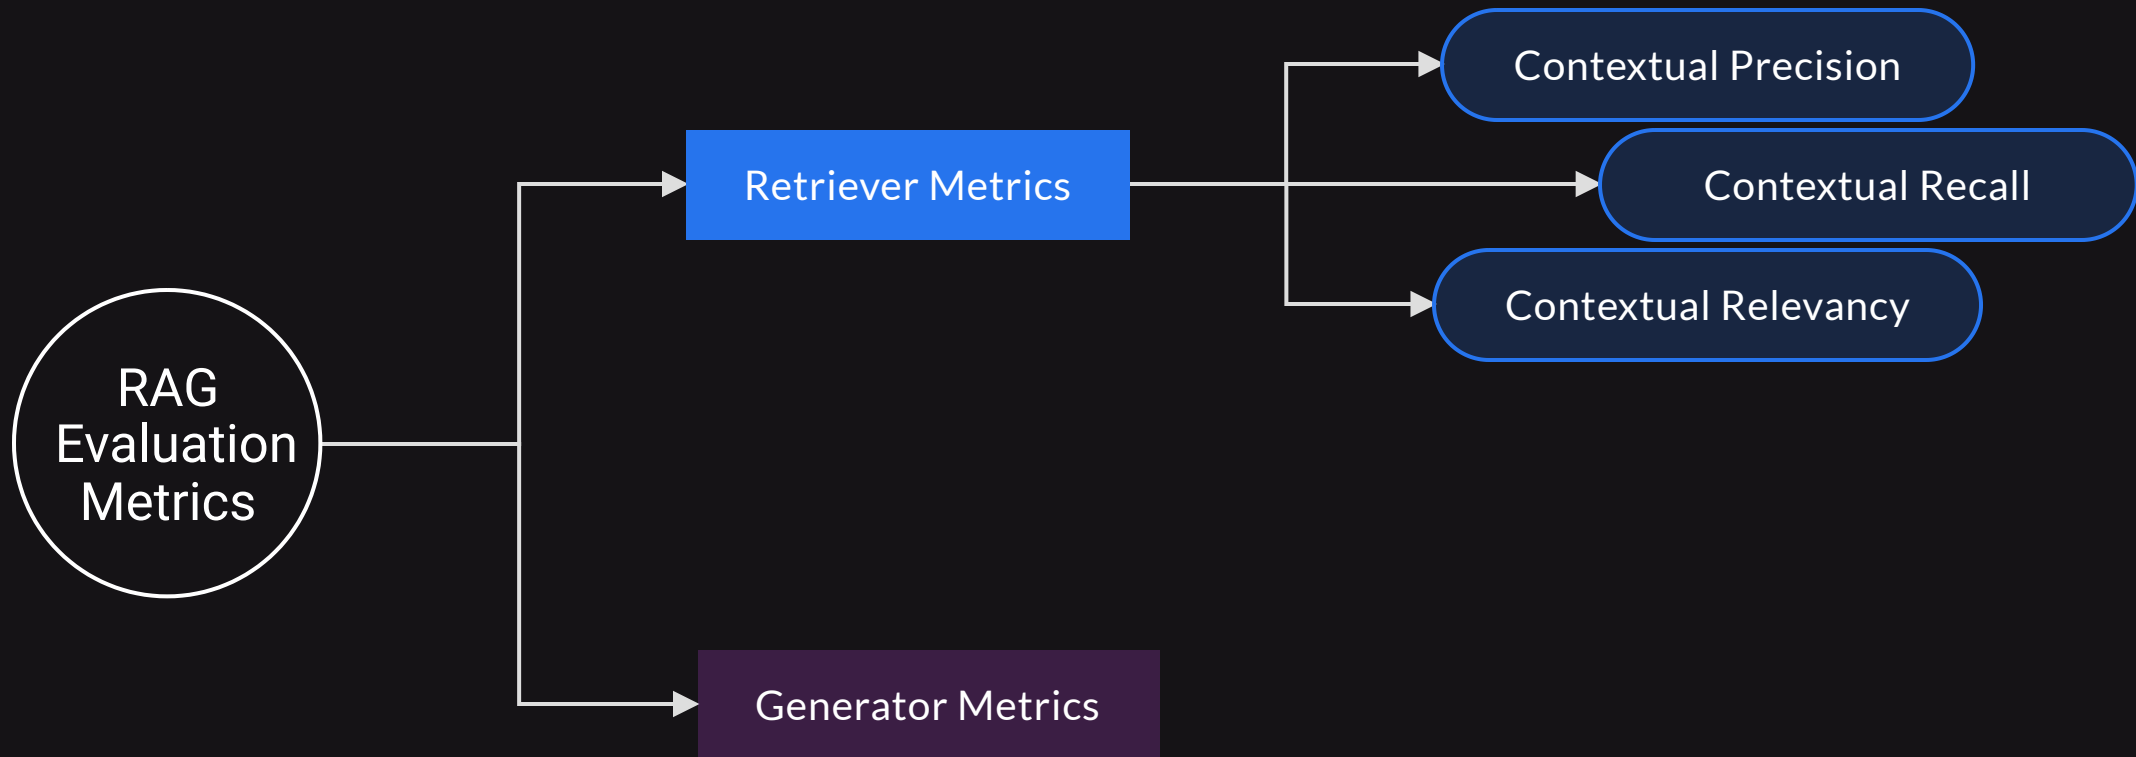 RAG
Evaluation
Metrics
Retriever Metrics
Contextual Precision
Contextual Recall
Contextual Relevancy
Generator Metrics